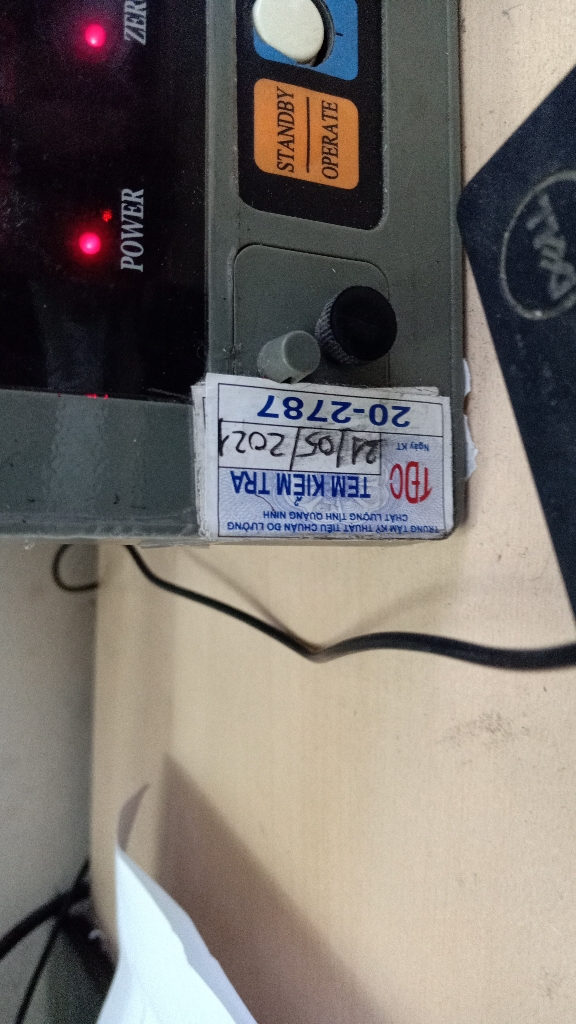 ZER
POWER
STANDBY
OPERATE
DELL
TRUNG TÂM KỸ THUẬT TIÊU CHUẨN ĐO LƯỜNG
CHẤT LƯỢNG TỈNH QUẢNG NINH
TĐC
TEM KIỂM TRA
Ngày KT
21/05/2021
20-2787